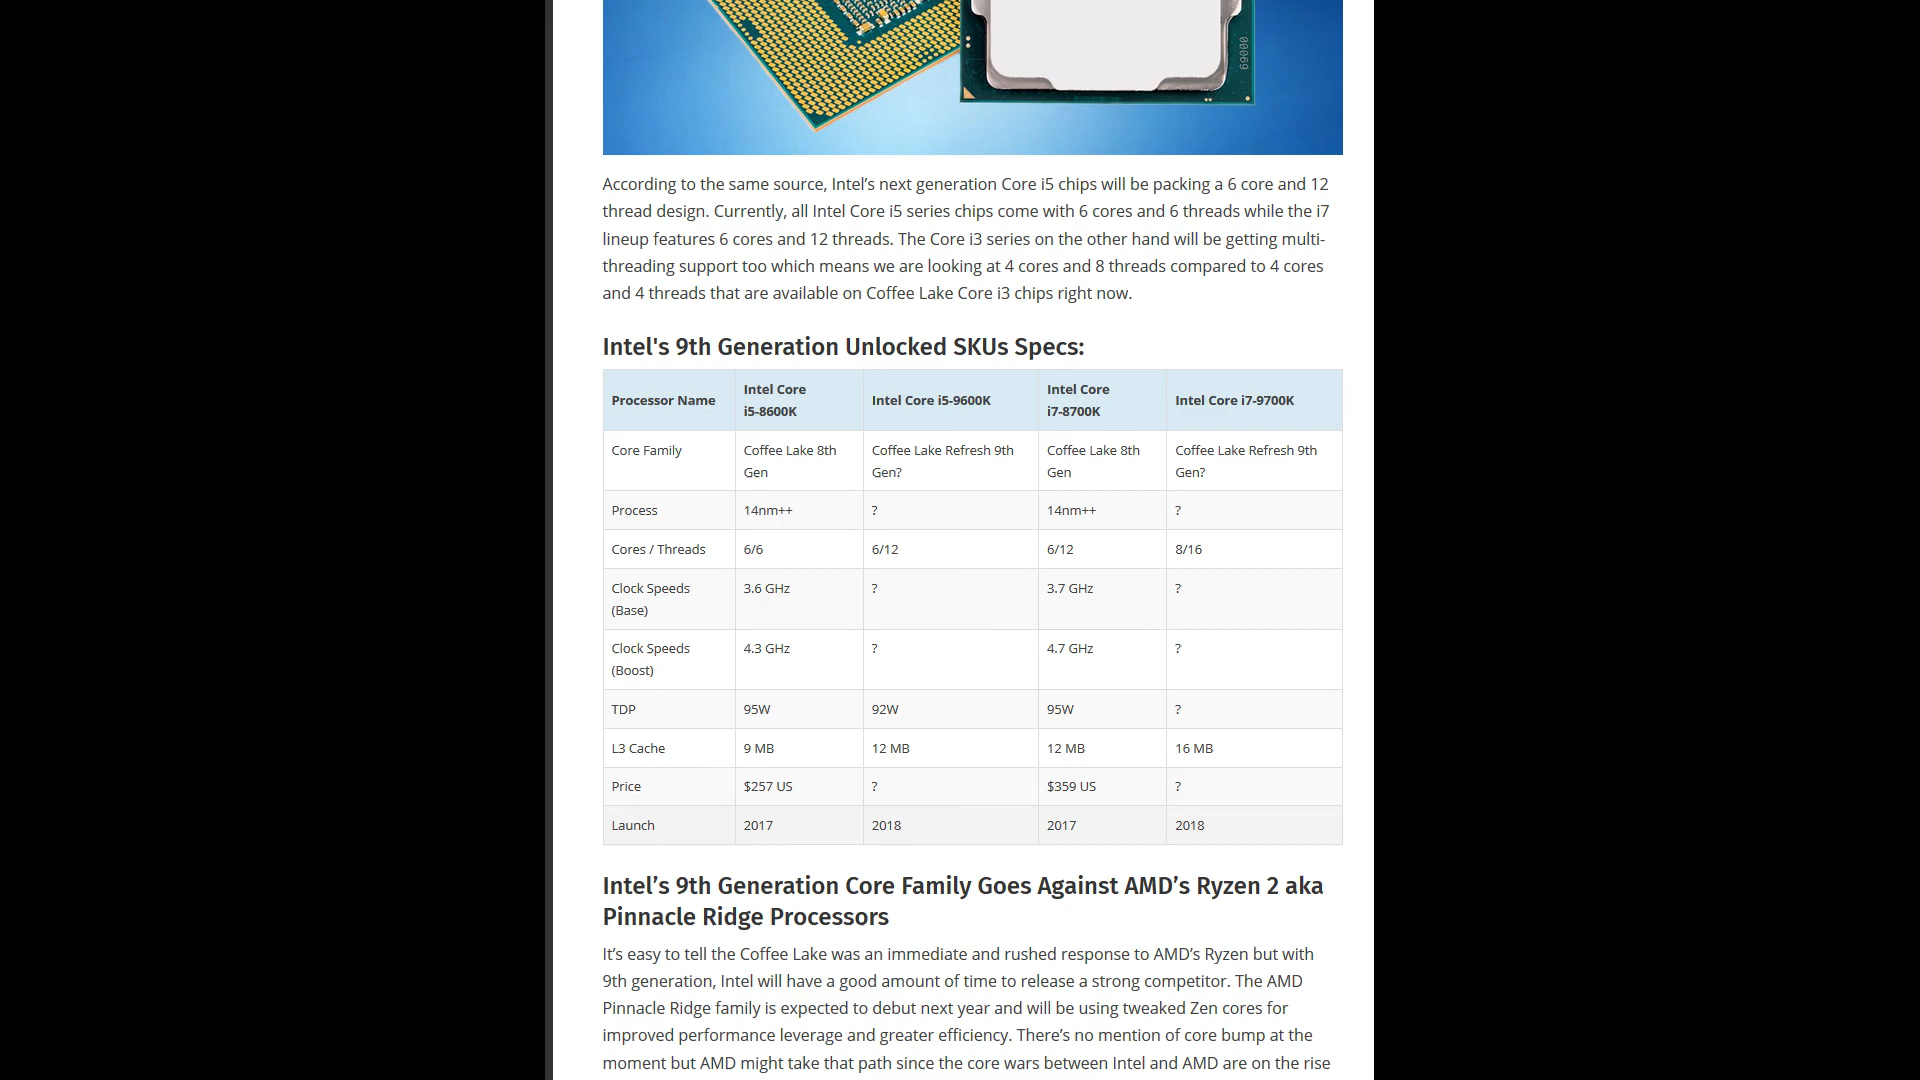 69000
According to the same source, Intel’s next generation Core i5 chips will be packing a 6 core and 12
thread design. Currently, all Intel Core i5 series chips come with 6 cores and 6 threads while the i7
lineup features 6 cores and 12 threads. The Core i3 series on the other hand will be getting multi-
threading support too which means we are looking at 4 cores and 8 threads compared to 4 cores
and 4 threads that are available on Coffee Lake Core i3 chips right now.
Intel's 9th Generation Unlocked SKUs Specs:
Processor Name Intel Core i5-8600K Intel Core i5-9600K Intel Core i7-8700K Intel Core i7-9700K
Core Family Coffee Lake 8th Gen Coffee Lake Refresh 9th Gen? Coffee Lake 8th Gen Coffee Lake Refresh 9th Gen?
Process 14nm++ ? 14nm++ ?
Cores / Threads 6/6 6/12 6/12 8/16
Clock Speeds (Base) 3.6 GHz ? 3.7 GHz ?
Clock Speeds (Boost) 4.3 GHz ? 4.7 GHz ?
TDP 95W 92W 95W ?
L3 Cache 9 MB 12 MB 12 MB 16 MB
Price $257 US ? $359 US ?
Launch 2017 2018 2017 2018
Intel’s 9th Generation Core Family Goes Against AMD’s Ryzen 2 aka
Pinnacle Ridge Processors
It’s easy to tell the Coffee Lake was an immediate and rushed response to AMD’s Ryzen but with
9th generation, Intel will have a good amount of time to release a strong competitor. The AMD
Pinnacle Ridge family is expected to debut next year and will be using tweaked Zen cores for
improved performance leverage and greater efficiency. There’s no mention of core bump at the
moment but AMD might take that path since the core wars between Intel and AMD are on the rise